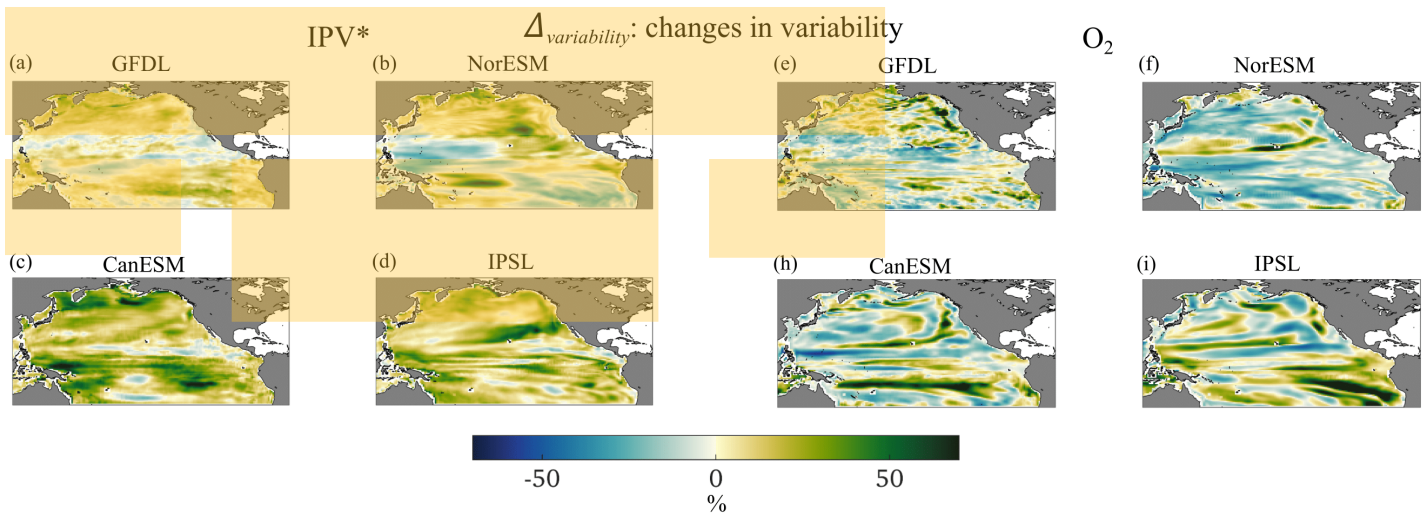 IPV*
Δvariability: changes in variability
O2
(a)
GFDL
(b)
NorESM
(e)
GFDL
(f)
NorESM
(c)
CanESM
(d)
IPSL
(h)
CanESM
(i)
IPSL
-50
0
50
%